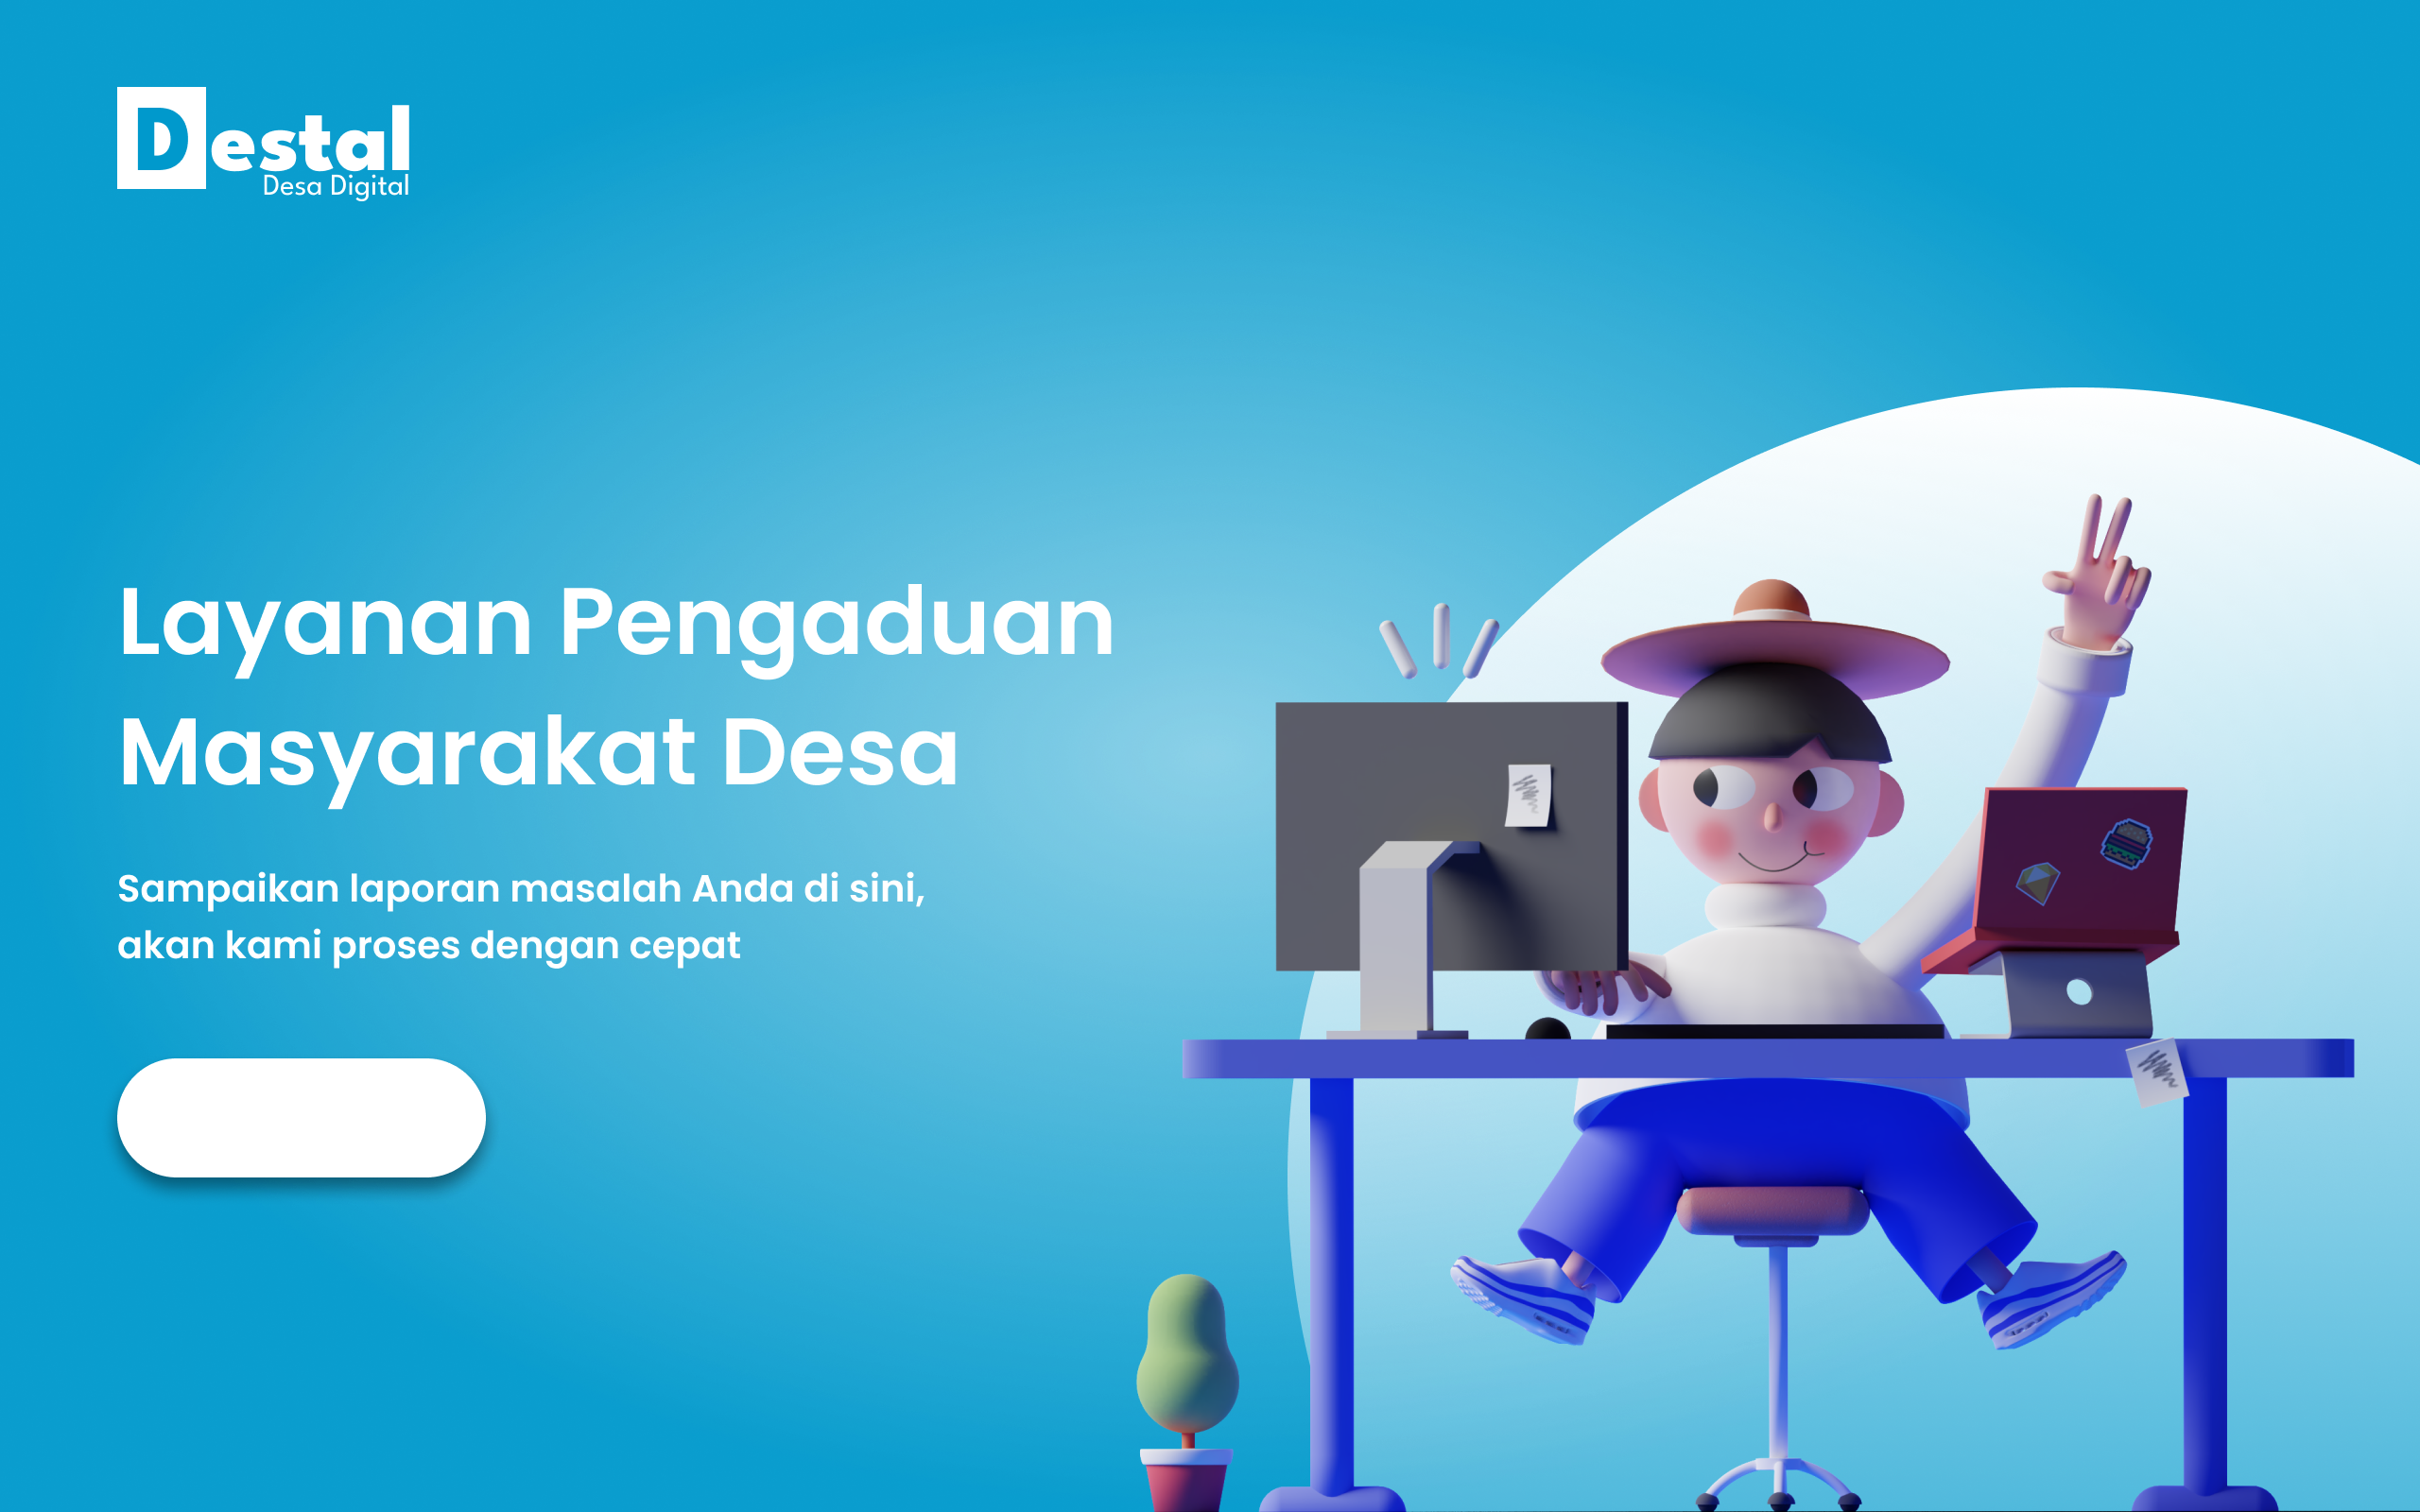 Destal
Desa Digital
Layanan Pengaduan
Masyarakat Desa
Sampaikan laporan masalah Anda di sini,
akan kami proses dengan cepat